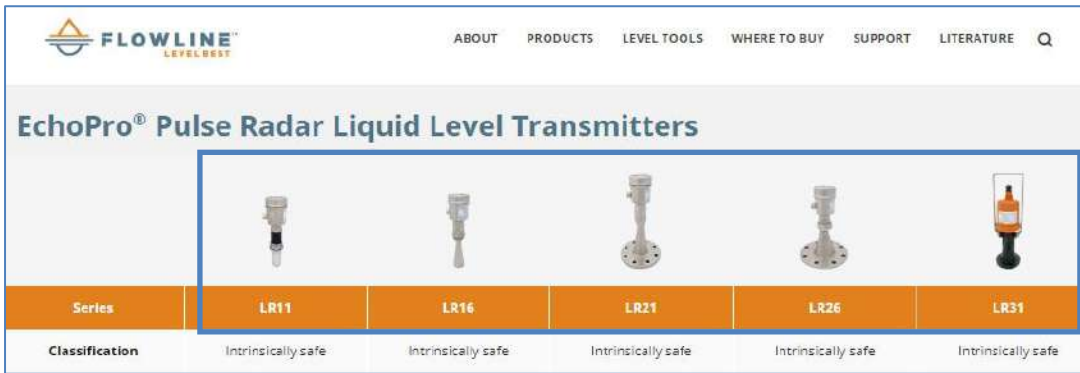 FLOWLINE™
LEVEL BEST
ABOUT PRODUCTS LEVEL TOOLS WHERE TO BUY SUPPORT LITERATURE
EchoPro® Pulse Radar Liquid Level Transmitters
Series LR11 LR16 LR21 LR26 LR31
Classification Intrinsically safe Intrinsically safe Intrinsically safe Intrinsically safe Intrinsically safe